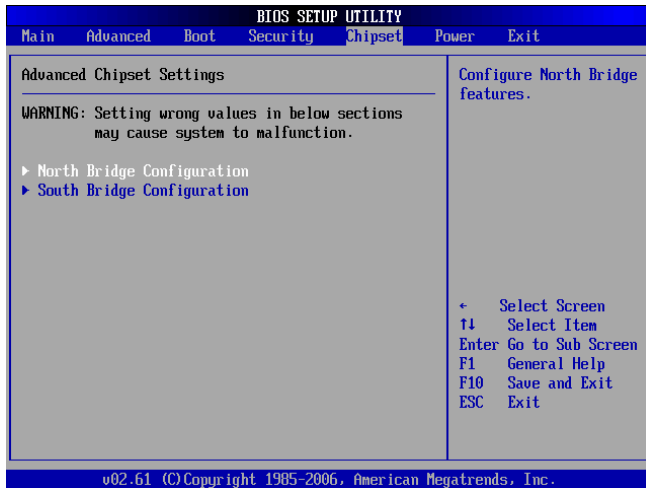 BIOS SETUP UTILITY
Main Advanced Boot Security Chipset Power Exit
Advanced Chipset Settings
WARNING: Setting wrong values in below sections
may cause system to malfunction.
▶ North Bridge Configuration
▶ South Bridge Configuration
Configure North Bridge
features.
← Select Screen
↑↓ Select Item
Enter Go to Sub Screen
F1 General Help
F10 Save and Exit
ESC Exit
v02.61 (C)Copyright 1985-2006, American Megatrends, Inc.